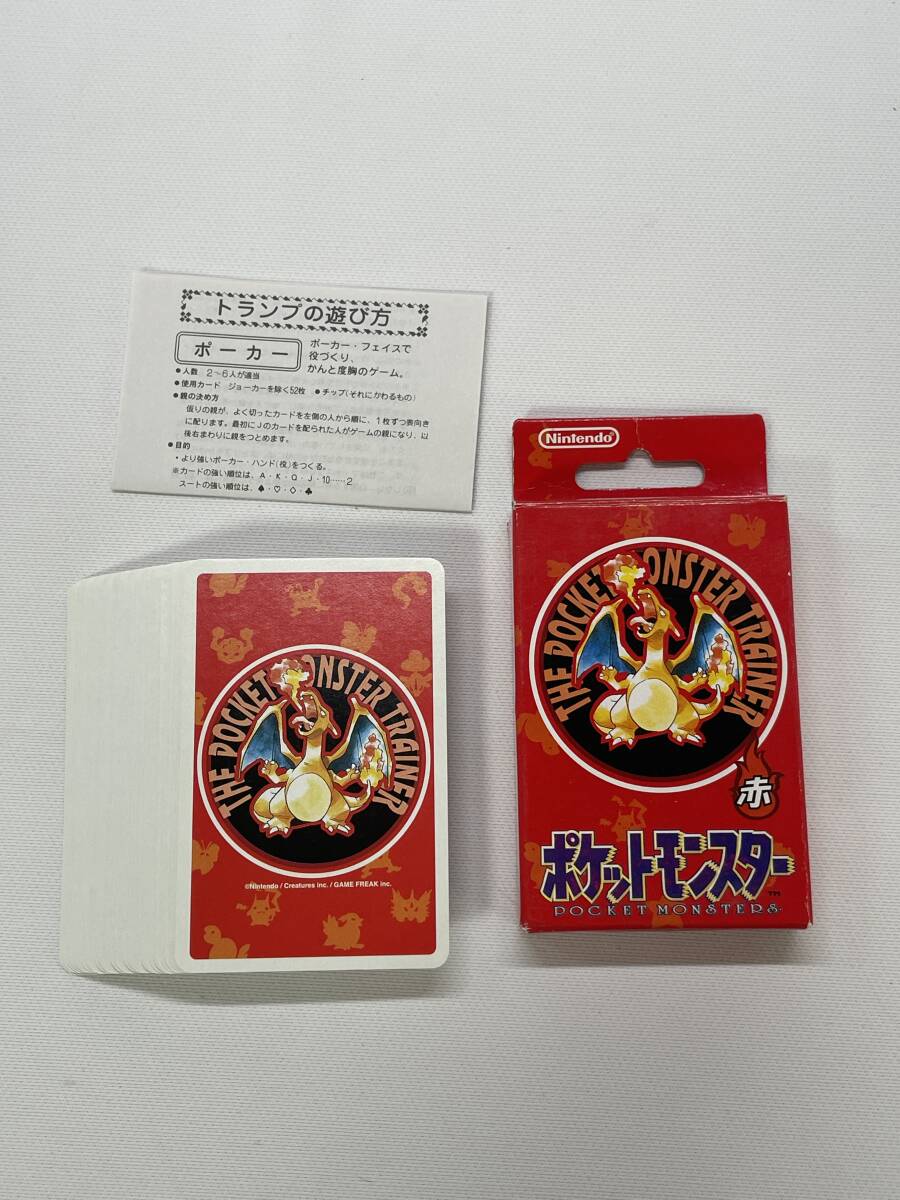 トランプの遊び方
ポーカー
ポーカー・フェイスで
役づくり、
かんと度胸のゲーム。
●人数 2～6人が適当
●使用カード ジョーカーを除く52枚 ●チップ(それにかわるもの)
●親の決め方
仮りの親が、よく切ったカードを左側の人から順に、1枚ずつ表向き
に配ります。最初にJのカードを配られた人がゲームの親になり、以
後右まわりに親をつとめます。
●目的
・より強いポーカー・ハンド(役)をつくる。
※カードの強い順位は、A・K・Q・J・10……2
スートの強い順位は、♠・♡・♢・♣
THE POCKET MONSTER TRAINER
©Nintendo / Creatures inc. / GAME FREAK inc.
Nintendo
THE POCKET MONSTER TRAINER
赤
ポケットモンスター
TM
POCKET MONSTERS